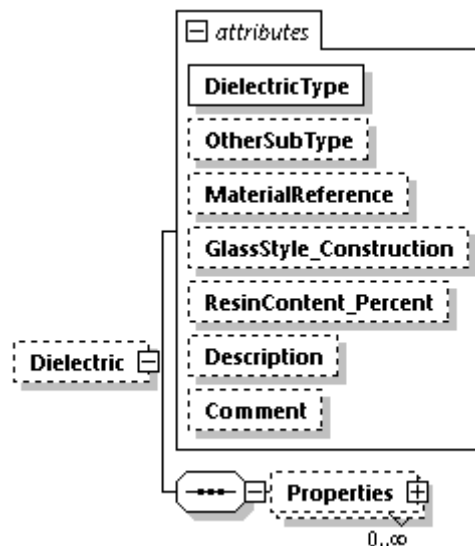 attributes
DielectricType
OtherSubType
MaterialReference
GlassStyle_Construction
ResinContent_Percent
Description
Comment
Dielectric
Properties
0..∞